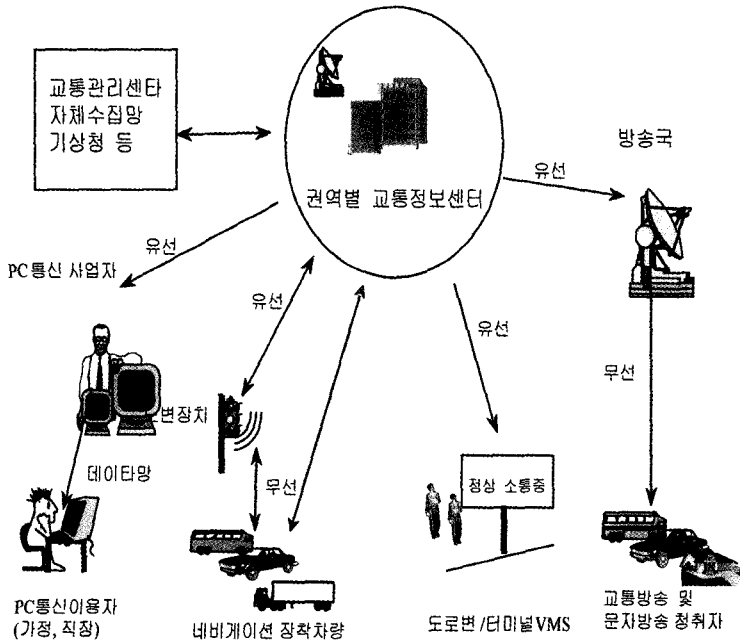 교통관리센타
자체수집망
기상청 등
권역별 교통정보센터
방송국
유선
유선
PC통신 사업자
유선
유선
무선
변장치
데이타망
무선
정상 소통중
PC통신이용자
(가정, 직장)
네비게이션 장착차량
도로변 /터미널VMS
교통방송 및
문자방송 청취자